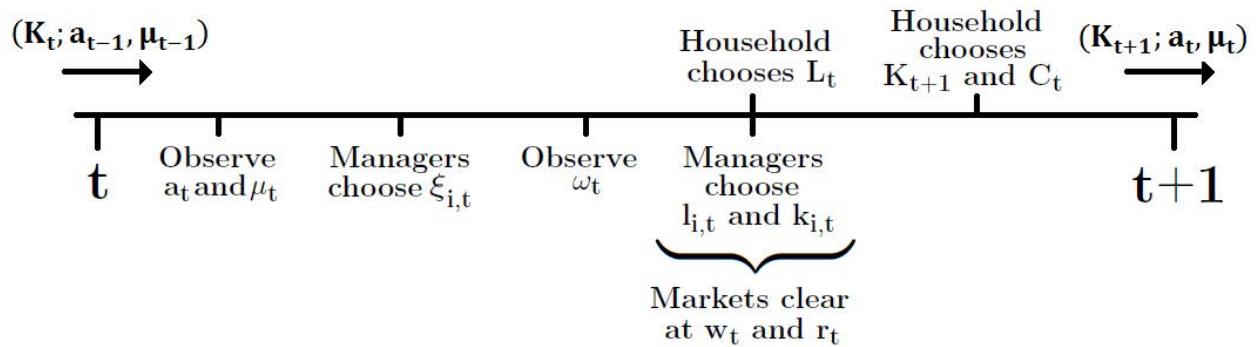 (K_t; a_{t−1}, μ_{t−1})
Household
chooses L_t
Household
chooses
K_{t+1} and C_t
(K_{t+1}; a_t, μ_t)
t
Observe
a_t and μ_t
Managers
choose ξ_{i,t}
Observe
ω_t
Managers
choose
l_{i,t} and k_{i,t}
Markets clear
at w_t and r_t
t+1